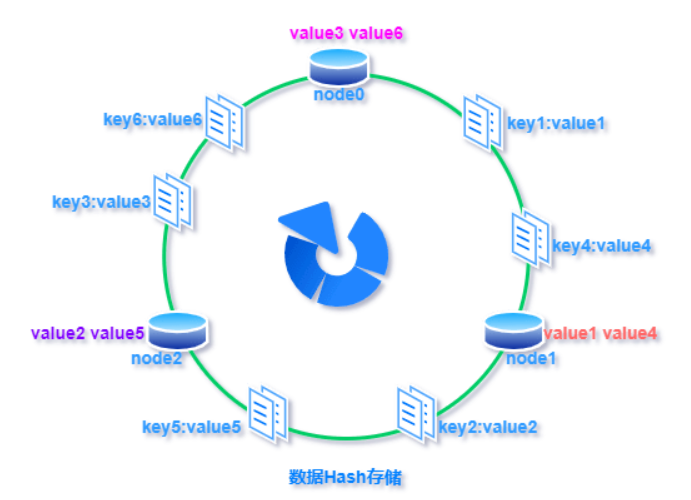 value3 value6
node0
key6:value6
key1:value1
key3:value3
key4:value4
value2 value5
node2
value1 value4
node1
key5:value5
key2:value2
数据Hash存储